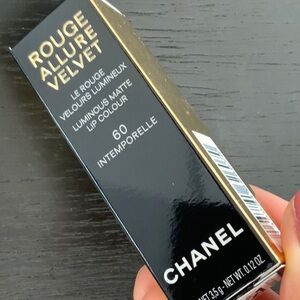 ROUGE
ALLURE
VELVET
LE ROUGE
VELOURS LUMINEUX
LUMINOUS MATTE
LIP COLOUR
60
INTEMPORELLE
CHANEL
NET 3.5 g - NET WT. 0.12 OZ.